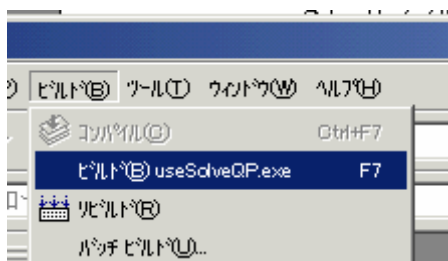 ﾋﾞﾙﾄﾞ(B) ﾂｰﾙ(T) ｳｨﾝﾄﾞｳ(W) ﾍﾙﾌﾟ(H)
ｺﾝﾊﾟｲﾙ(C) Ctrl+F7
ﾋﾞﾙﾄﾞ(B) useSolveQP.exe F7
ﾘﾋﾞﾙﾄﾞ(R)
ﾊﾞｯﾁ ﾋﾞﾙﾄﾞ(U)...